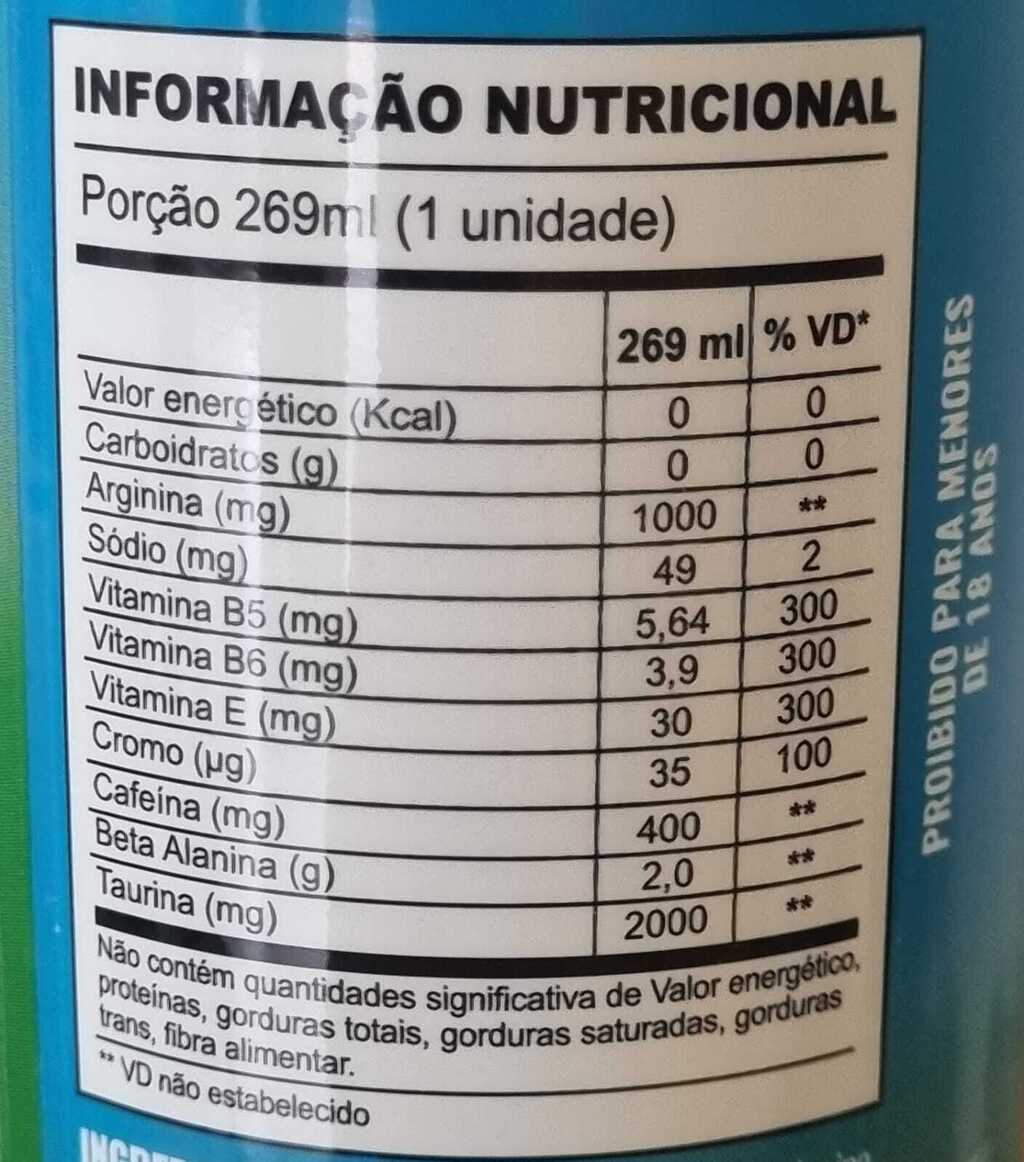 INFORMAÇÃO NUTRICIONAL
Porção 269ml (1 unidade)
269 ml % VD*
Valor energético (Kcal) 0 0
Carboidratos (g) 0 0
Arginina (mg) 1000 **
Sódio (mg) 49 2
Vitamina B5 (mg) 5,64 300
Vitamina B6 (mg) 3,9 300
Vitamina E (mg) 30 300
Cromo (µg) 35 100
Cafeína (mg) 400 **
Beta Alanina (g) 2,0 **
Taurina (mg) 2000 **
Não contém quantidades significativa de Valor energético,
proteínas, gorduras totais, gorduras saturadas, gorduras
trans, fibra alimentar.
** VD não estabelecido
PROIBIDO PARA MENORES
DE 18 ANOS